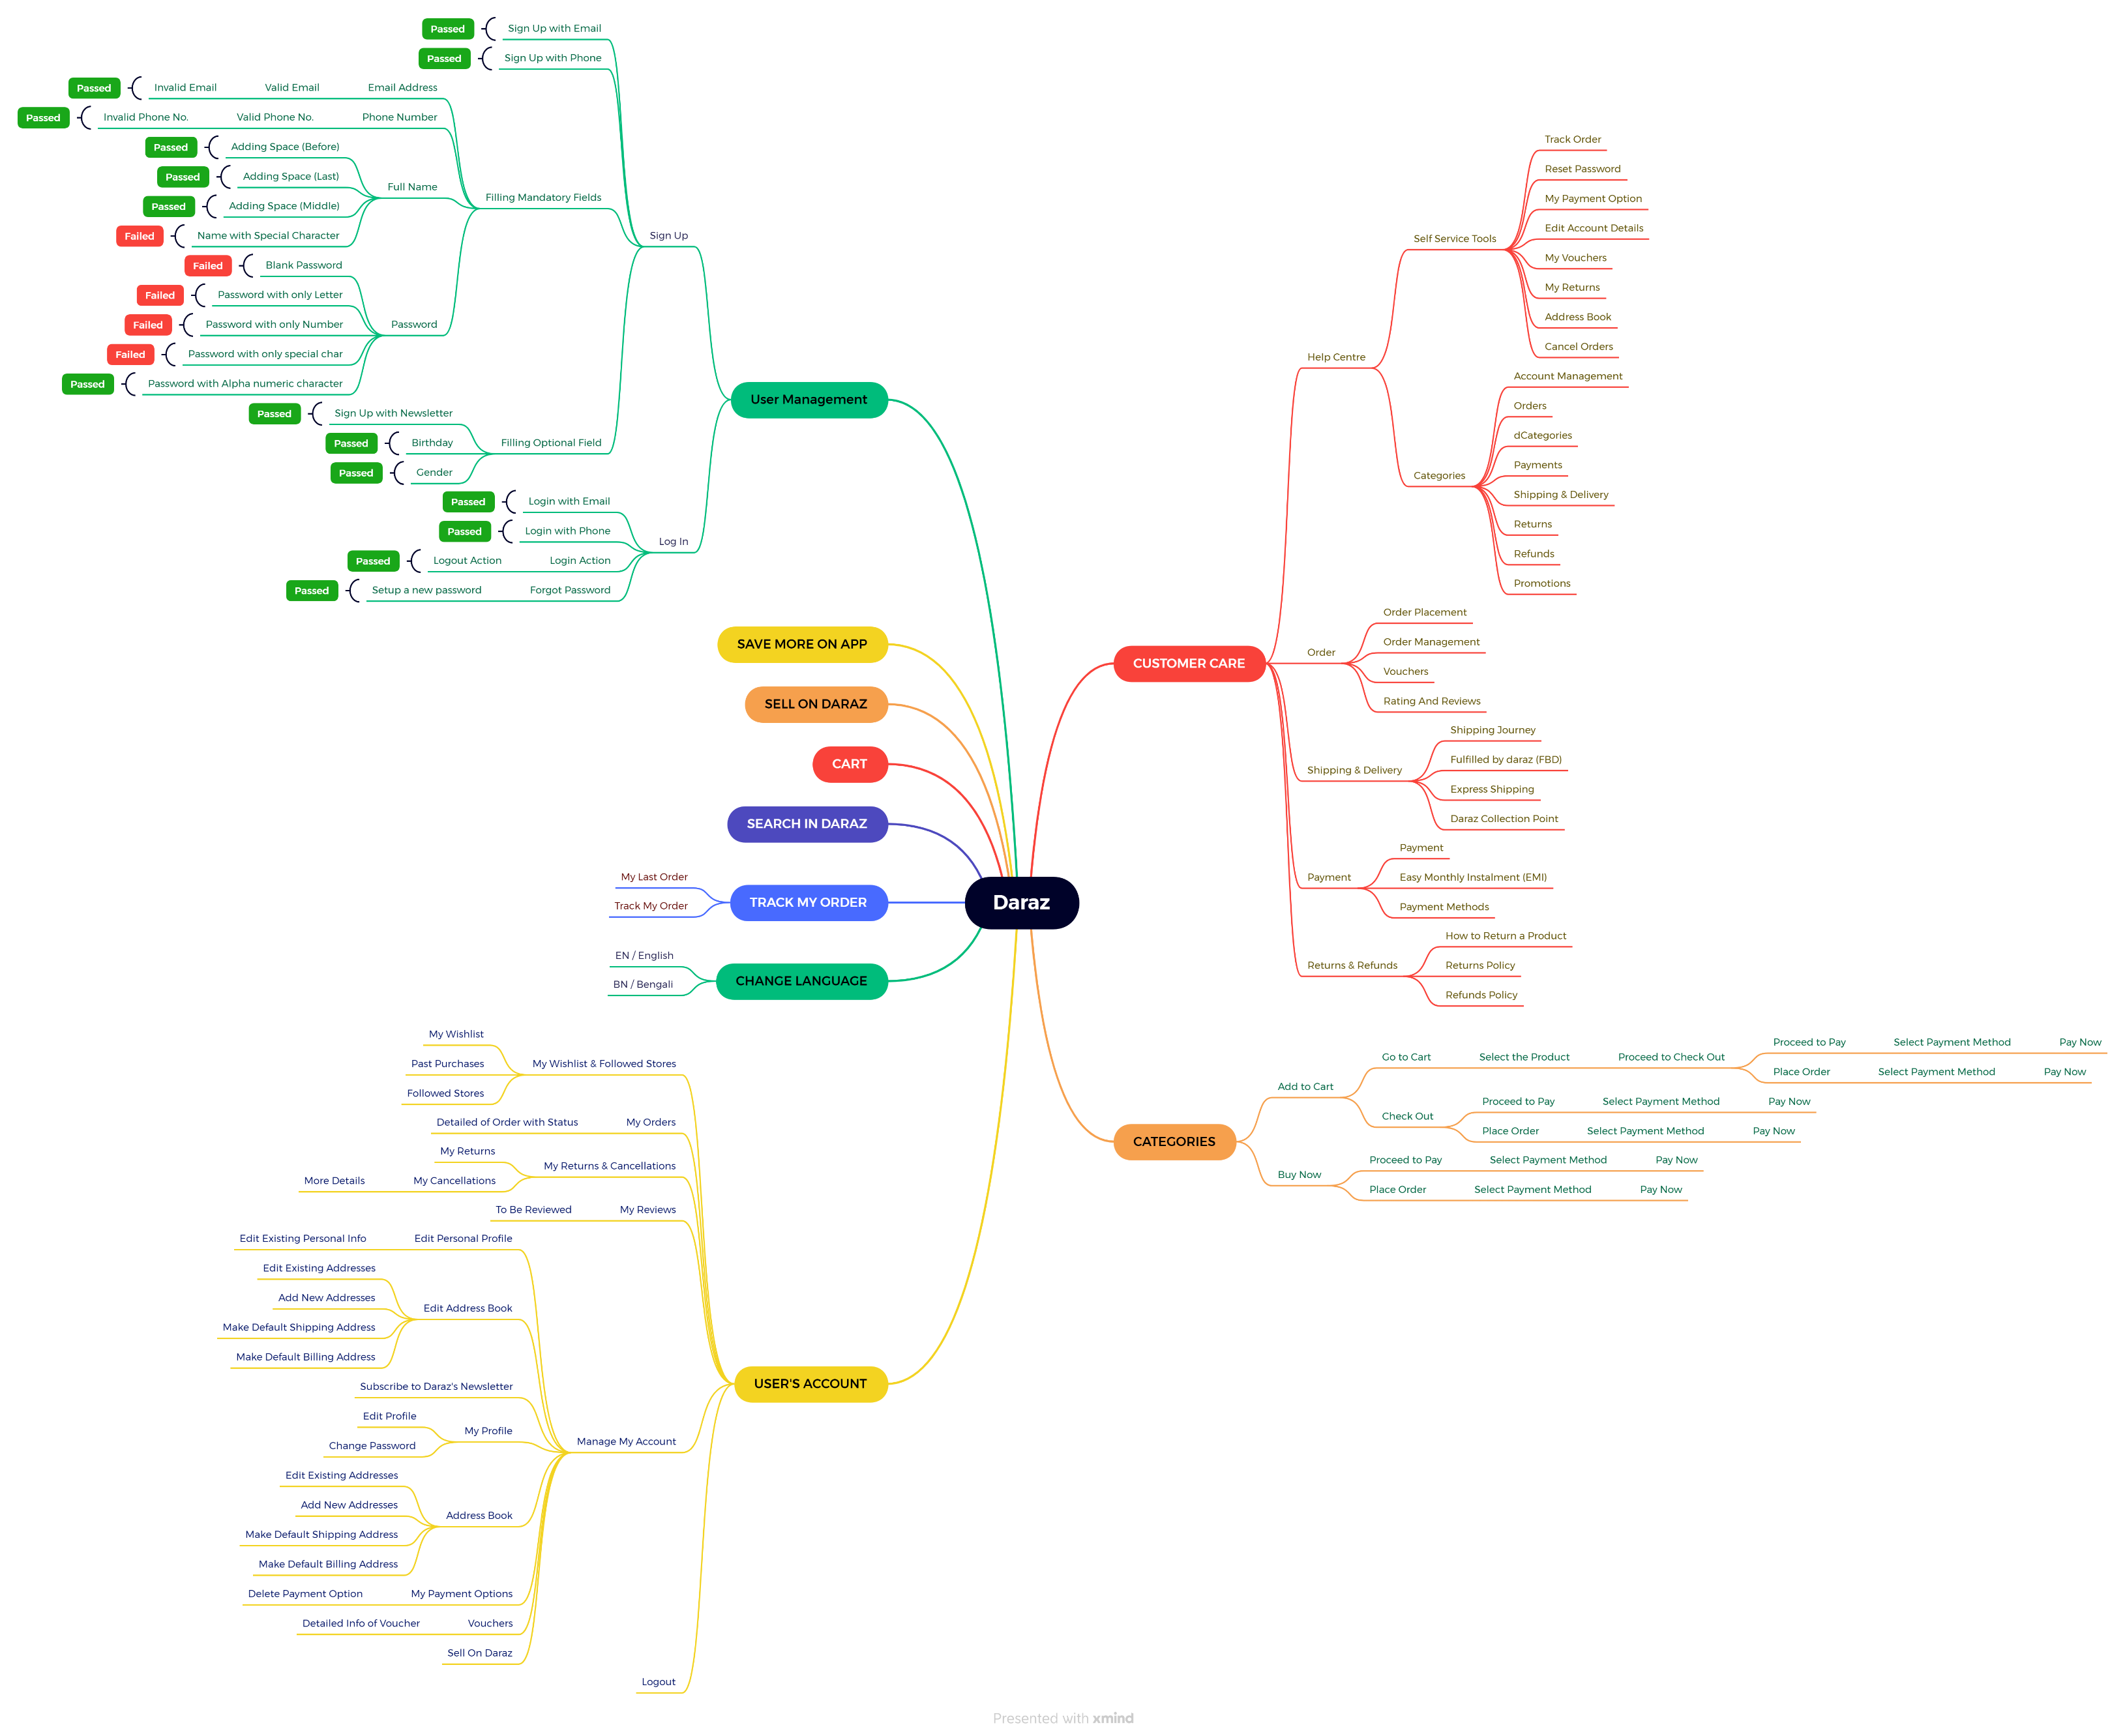 Passed Sign Up with Email
Passed Sign Up with Phone
Passed Invalid Email Valid Email Email Address
Passed Invalid Phone No. Valid Phone No. Phone Number
Passed Adding Space (Before)
Passed Adding Space (Last)
Full Name
Passed Adding Space (Middle)
Failed Name with Special Character
Filling Mandatory Fields
Failed Blank Password
Failed Password with only Letter
Failed Password with only Number
Password
Failed Password with only special char
Passed Password with Alpha numeric character
Sign Up
Passed Sign Up with Newsletter
Passed Birthday
Filling Optional Field
Passed Gender
Passed Login with Email
Passed Login with Phone
Log In
Passed Logout Action Login Action
Passed Setup a new password Forgot Password
User Management
SAVE MORE ON APP
SELL ON DARAZ
CART
SEARCH IN DARAZ
My Last Order
Track My Order
TRACK MY ORDER
EN / English
BN / Bengali
CHANGE LANGUAGE
My Wishlist
Past Purchases
Followed Stores
My Wishlist & Followed Stores
Detailed of Order with Status My Orders
My Returns
More Details My Cancellations
My Returns & Cancellations
To Be Reviewed My Reviews
Edit Existing Personal Info Edit Personal Profile
Edit Existing Addresses
Add New Addresses
Make Default Shipping Address
Make Default Billing Address
Edit Address Book
Subscribe to Daraz's Newsletter
Edit Profile
Change Password
My Profile
Manage My Account
Edit Existing Addresses
Add New Addresses
Make Default Shipping Address
Make Default Billing Address
Address Book
Delete Payment Option My Payment Options
Detailed Info of Voucher Vouchers
Sell On Daraz
Logout
USER'S ACCOUNT
Daraz
CUSTOMER CARE
Help Centre
Self Service Tools
Track Order
Reset Password
My Payment Option
Edit Account Details
My Vouchers
My Returns
Address Book
Cancel Orders
Categories
Account Management
Orders
dCategories
Payments
Shipping & Delivery
Returns
Refunds
Promotions
Order
Order Placement
Order Management
Vouchers
Rating And Reviews
Shipping & Delivery
Shipping Journey
Fulfilled by daraz (FBD)
Express Shipping
Daraz Collection Point
Payment
Payment
Easy Monthly Instalment (EMI)
Payment Methods
Returns & Refunds
How to Return a Product
Returns Policy
Refunds Policy
CATEGORIES
Add to Cart
Go to Cart Select the Product Proceed to Check Out
Proceed to Pay Select Payment Method Pay Now
Place Order Select Payment Method Pay Now
Check Out
Proceed to Pay Select Payment Method Pay Now
Place Order Select Payment Method Pay Now
Buy Now
Proceed to Pay Select Payment Method Pay Now
Place Order Select Payment Method Pay Now
Presented with xmind